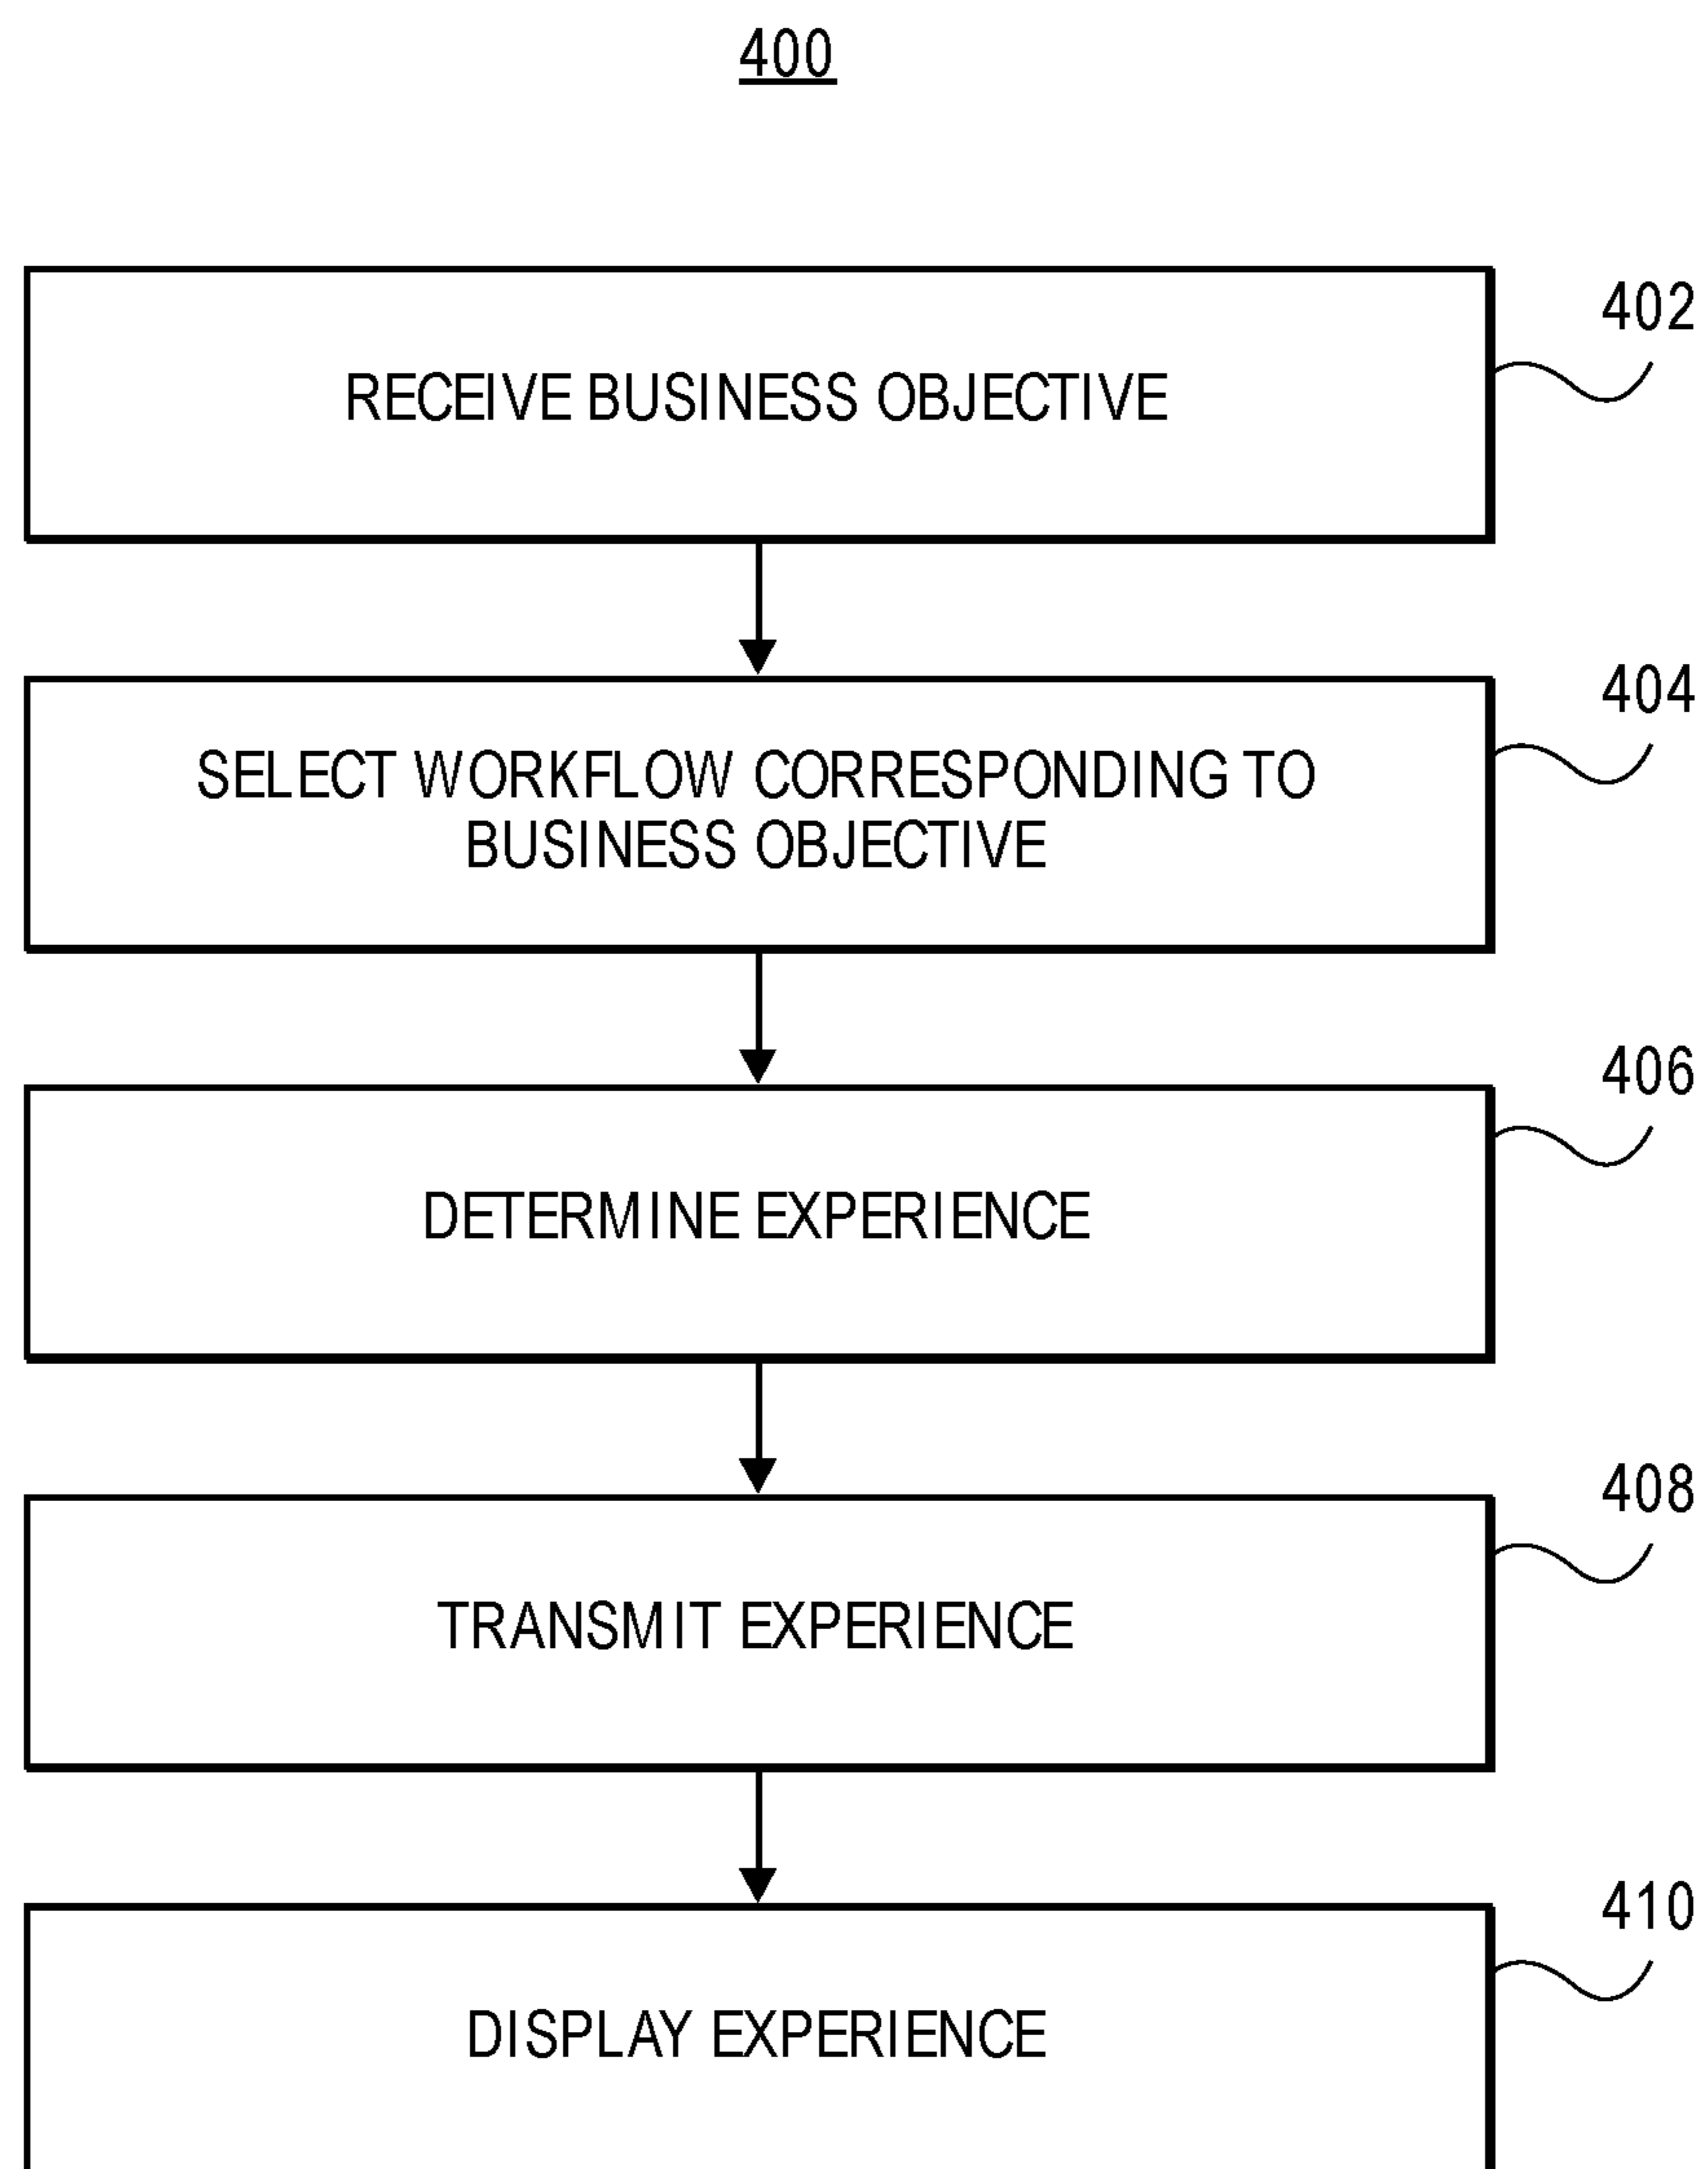 400
402
RECEIVE BUSINESS OBJECTIVE
404
SELECT WORKFLOW CORRESPONDING TO
BUSINESS OBJECTIVE
406
DETERMINE EXPERIENCE
408
TRANSMIT EXPERIENCE
410
DISPLAY EXPERIENCE